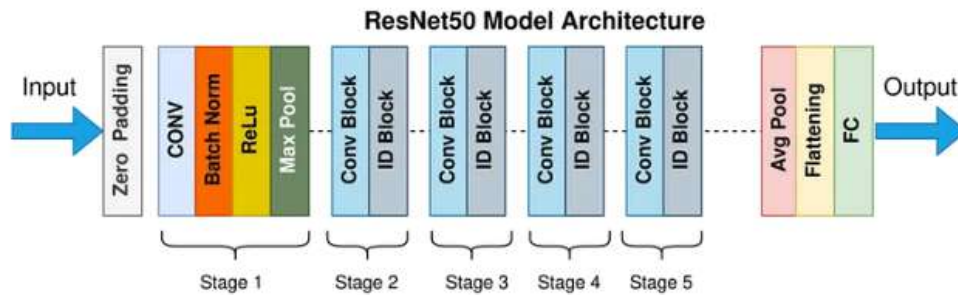 ResNet50 Model Architecture
Input
Zero Padding
CONV
Batch Norm
ReLu
Max Pool
Conv Block
ID Block
Conv Block
ID Block
Conv Block
ID Block
Conv Block
ID Block
Avg Pool
Flattening
FC
Output
Stage 1
Stage 2
Stage 3
Stage 4
Stage 5